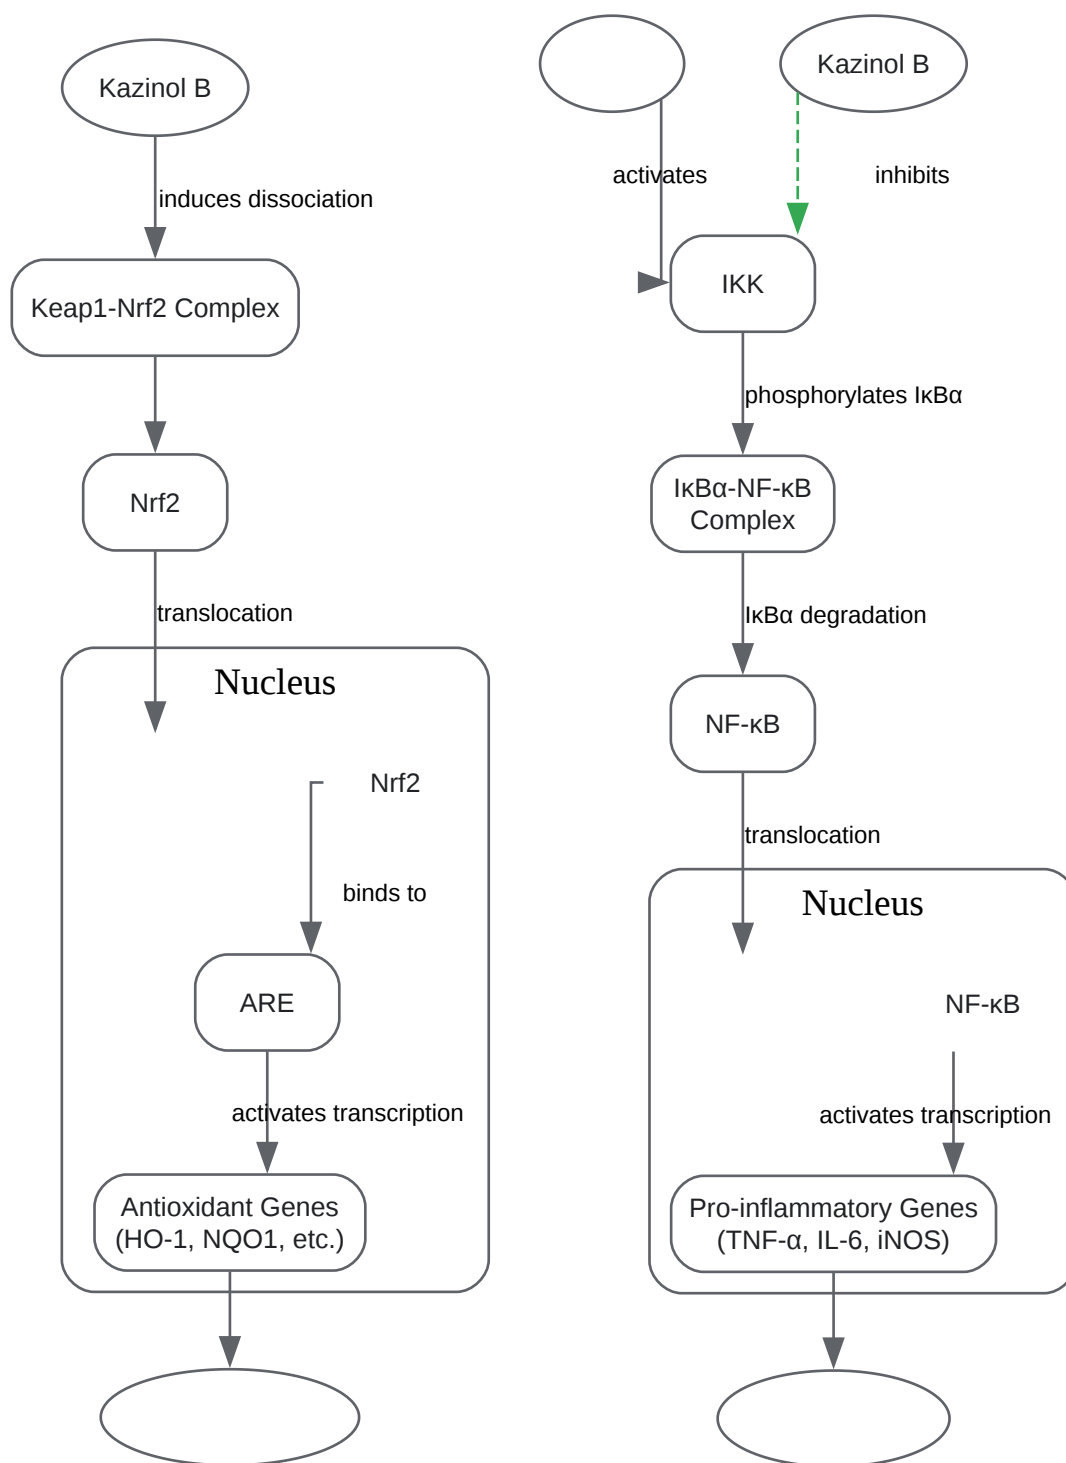 Kazinol B
induces dissociation
Keap1-Nrf2 Complex
Nrf2
translocation
Nucleus
Nrf2
binds to
ARE
activates transcription
Antioxidant Genes
(HO-1, NQO1, etc.)
Kazinol B
activates
inhibits
IKK
phosphorylates IκBα
IκBα-NF-κB
Complex
IκBα degradation
NF-κB
translocation
Nucleus
NF-κB
activates transcription
Pro-inflammatory Genes
(TNF-α, IL-6, iNOS)